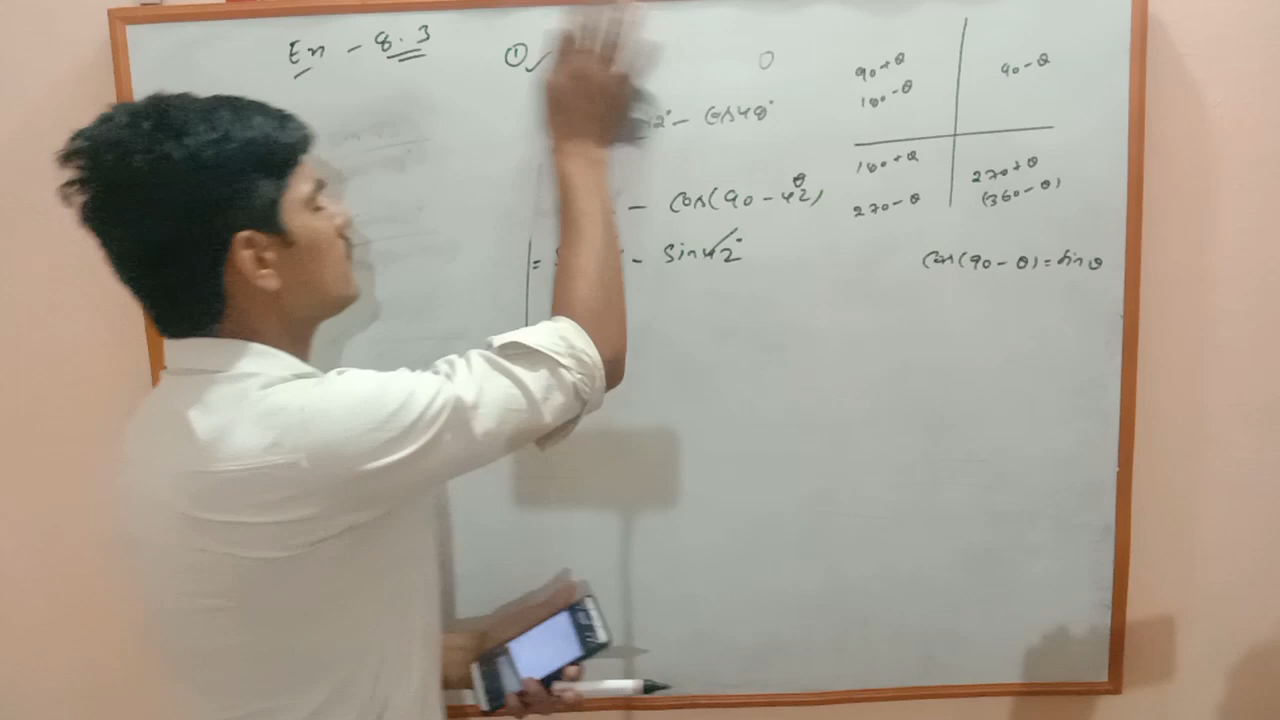 Ex - 8.3
①
2° - cos48°
- cos(90 - 42)
θ
= S - sin42°
90+θ
180-θ
90-θ
180+θ
270-θ
270+θ
(360-θ)
cos(90-θ)=sinθ